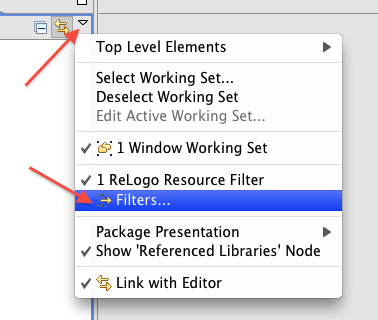 Top Level Elements
Select Working Set...
Deselect Working Set
Edit Active Working Set...
1 Window Working Set
1 ReLogo Resource Filter
Filters...
Package Presentation
Show 'Referenced Libraries' Node
Link with Editor